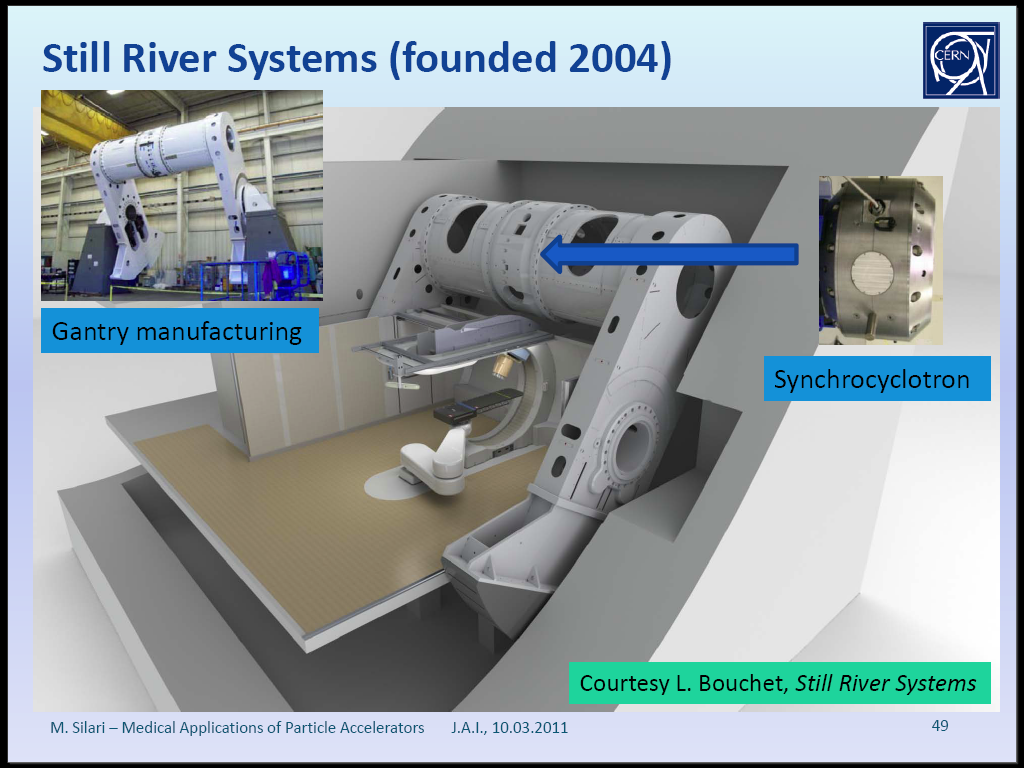 Still River Systems (founded 2004)
CERN
Gantry manufacturing
Synchrocyclotron
Courtesy L. Bouchet, Still River Systems
M. Silari – Medical Applications of Particle Accelerators J.A.I., 10.03.2011
49